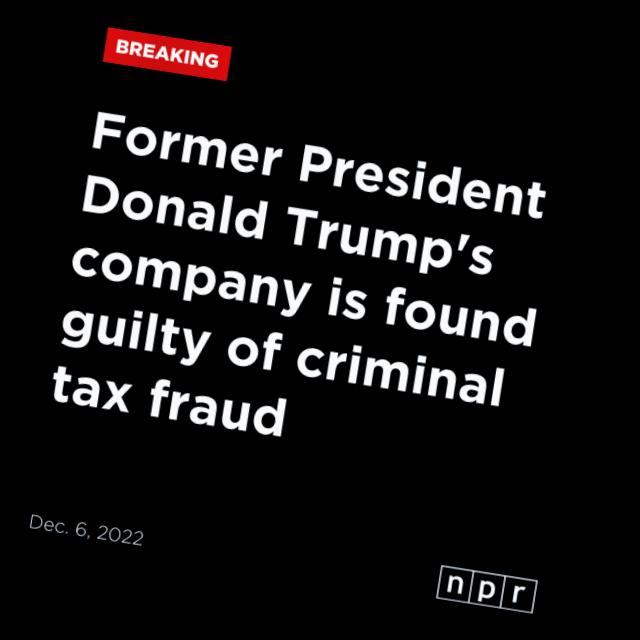 BREAKING
Former President
Donald Trump's
company is found
guilty of criminal
tax fraud
Dec. 6, 2022
npr